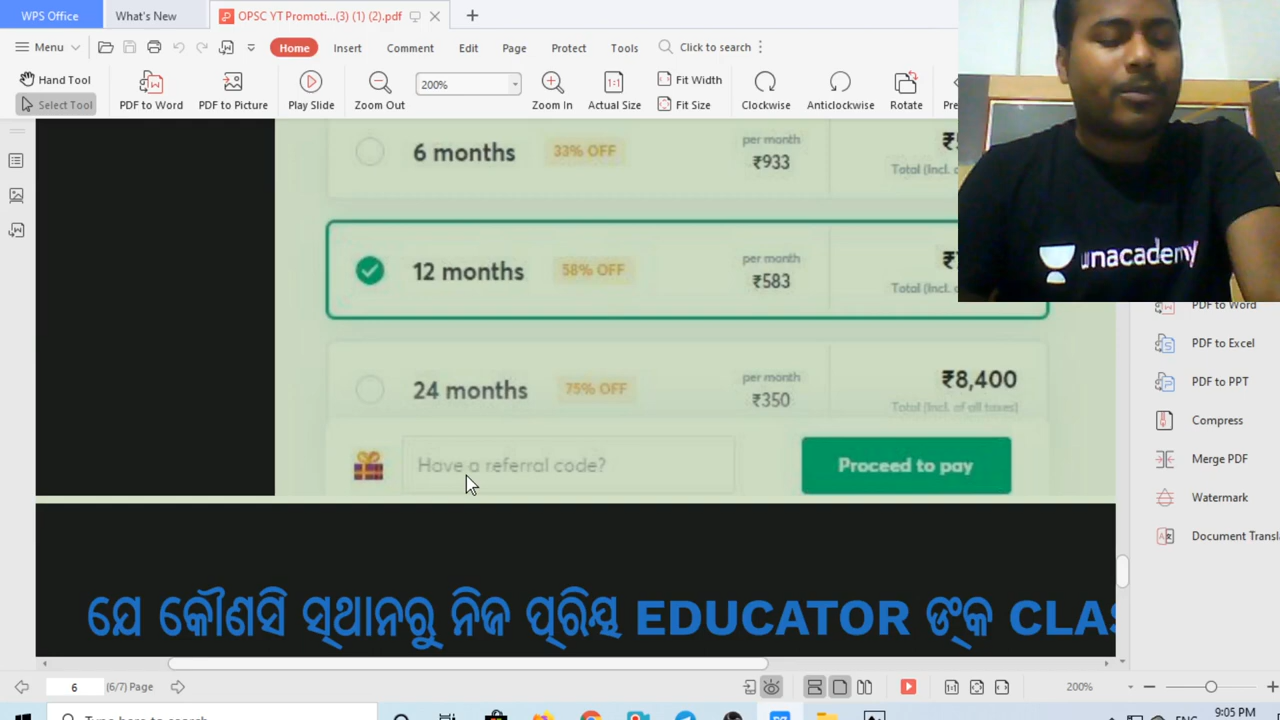 WPS Office
What's New
OPSC YT Promoti...(3) (1) (2).pdf
Menu
Home
Insert
Comment
Edit
Page
Protect
Tools
Click to search
Hand Tool
Select Tool
PDF to Word
PDF to Picture
Play Slide
Zoom Out
200%
Zoom In
Actual Size
Fit Width
Fit Size
Clockwise
Anticlockwise
Rotate
6 months
33% OFF
per month
₹933
12 months
58% OFF
per month
₹583
24 months
75% OFF
per month
₹350
₹8,400
Total (Incl. of all taxes)
Have a referral code?
Proceed to pay
ଯେ କୌଣସି ସ୍ଥାନରୁ ନିଜ ପ୍ରିୟ EDUCATOR ଙ୍କ
unacademy
PDF to Word
PDF to Excel
PDF to PPT
Compress
Merge PDF
Watermark
6
(6/7) Page
200%
Type here to search
ENG
9:05 PM